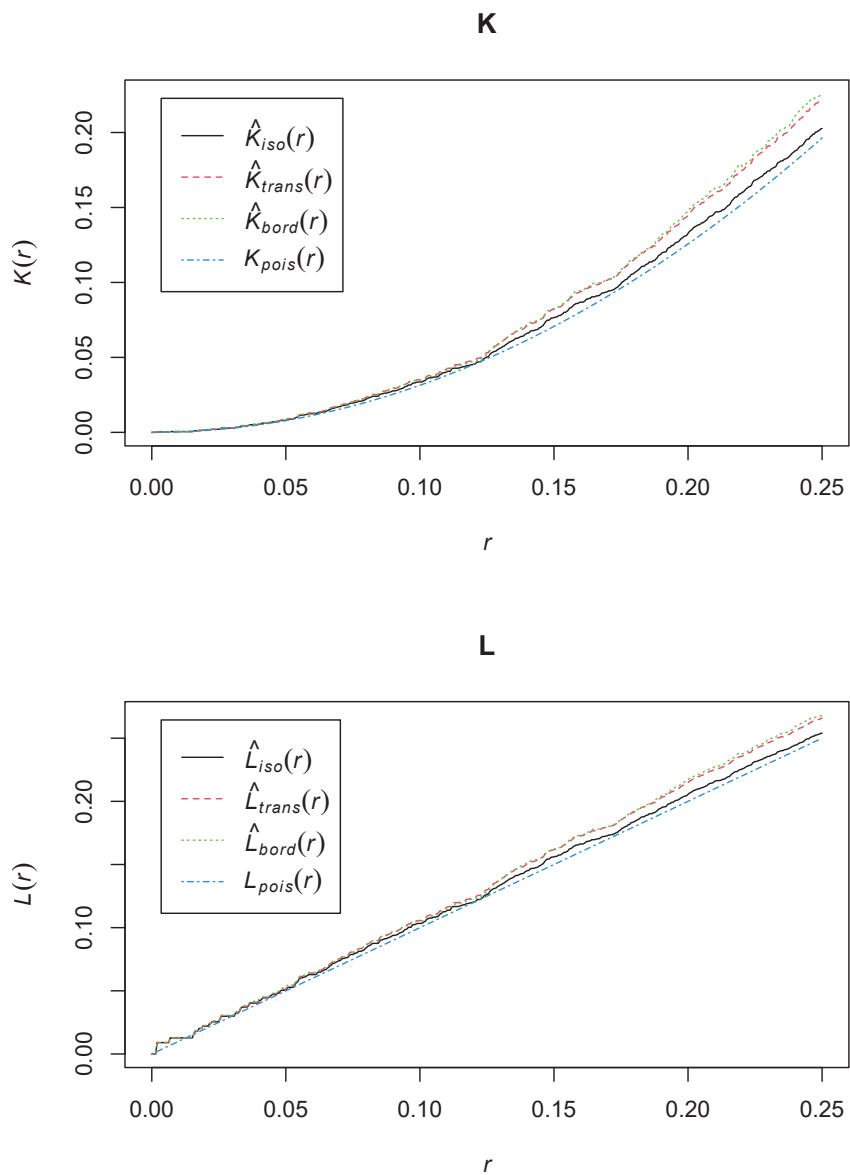 K
K̂iso(r)
K̂trans(r)
K̂bord(r)
Kpois(r)
K(r)
0.00 0.05 0.10 0.15 0.20
0.00 0.05 0.10 0.15 0.20 0.25
r
L
L̂iso(r)
L̂trans(r)
L̂bord(r)
Lpois(r)
L(r)
0.00 0.10 0.20
0.00 0.05 0.10 0.15 0.20 0.25
r